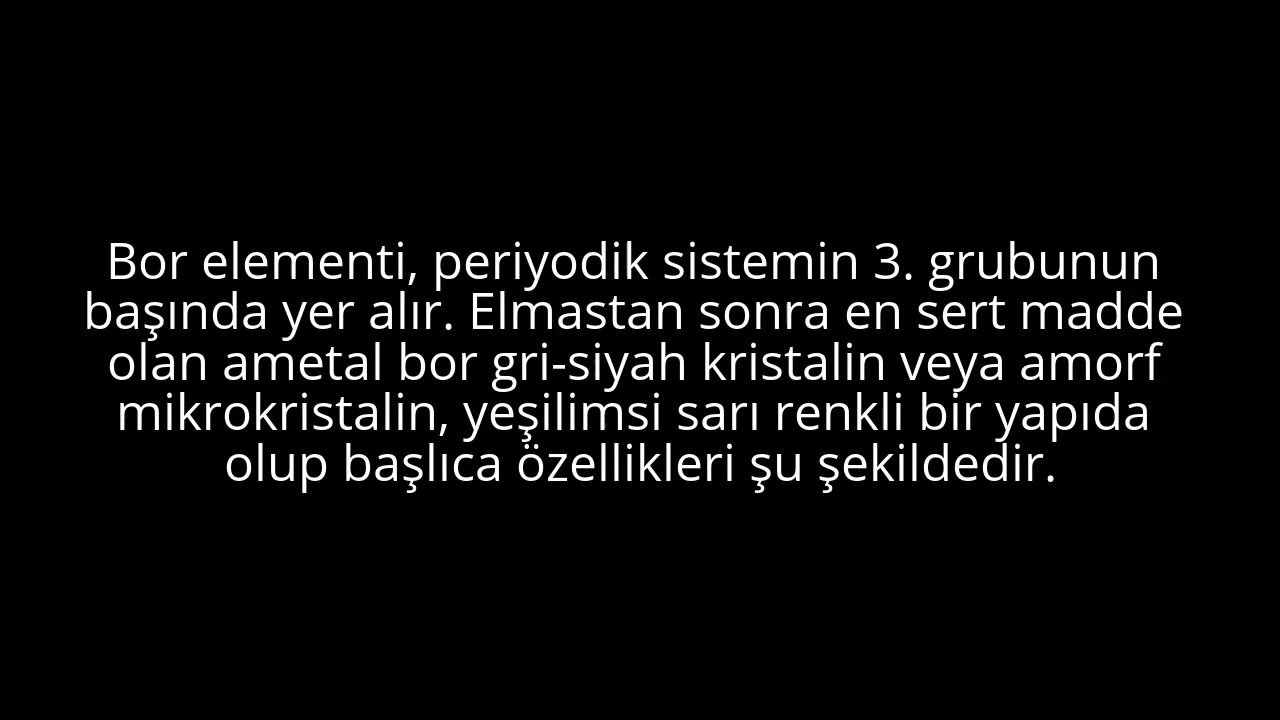 Bor elementi, periyodik sistemin 3. grubunun
başında yer alır. Elmastan sonra en sert madde
olan ametal bor gri-siyah kristalin veya amorf
mikrokristalin, yeşilimsi sarı renkli bir yapıda
olup başlıca özellikleri şu şekildedir.